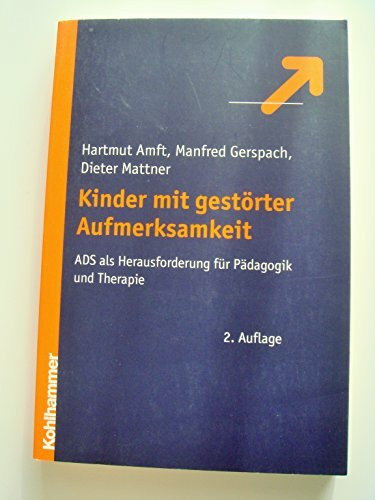 Hartmut Amft, Manfred Gerspach,
Dieter Mattner
Kinder mit gestörter
Aufmerksamkeit
ADS als Herausforderung für Pädagogik
und Therapie
2. Auflage
Kohlhammer